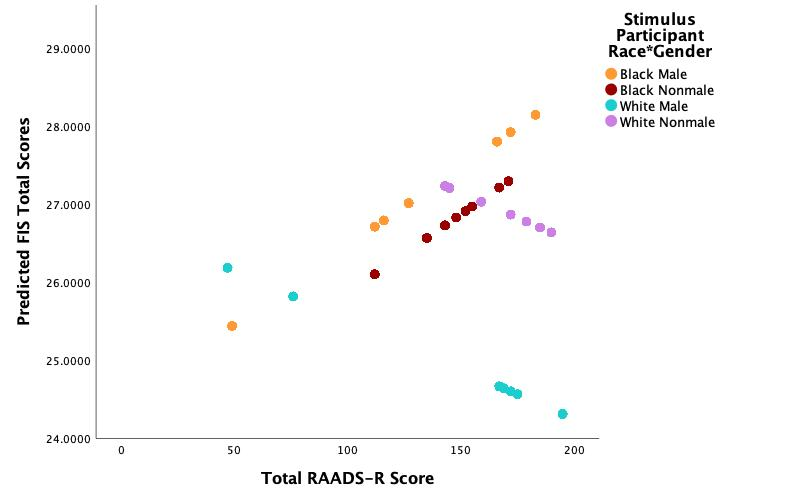 Stimulus
Participant
Race*Gender
Black Male
Black Nonmale
White Male
White Nonmale
Predicted FIS Total Scores
29.0000
28.0000
27.0000
26.0000
25.0000
24.0000
0 50 100 150 200
Total RAADS-R Score